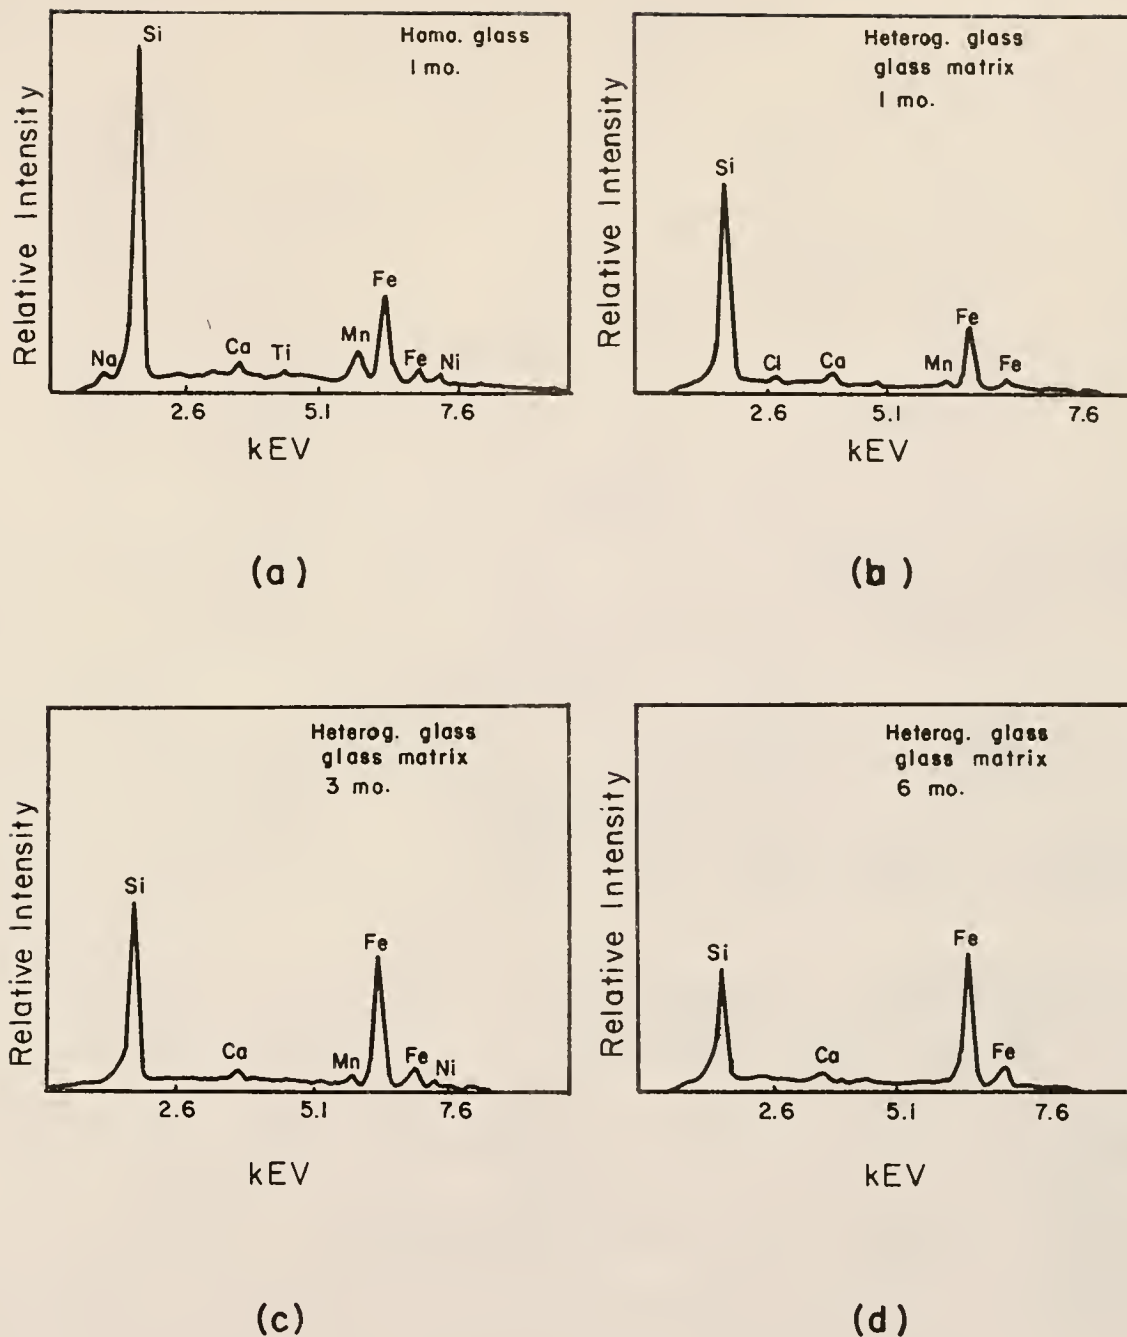 Homo. glass
1 mo.
Si
Na
Ca
Ti
Mn
Fe
Fe
Ni
Relative Intensity
2.6 5.1 7.6
kEV
(a)
Heterog. glass
glass matrix
1 mo.
Si
Cl
Ca
Mn
Fe
Fe
Relative Intensity
2.6 5.1 7.6
kEV
(b)
Heterog. glass
glass matrix
3 mo.
Si
Ca
Mn
Fe
Fe
Ni
Relative Intensity
2.6 5.1 7.6
kEV
(c)
Heterog. glass
glass matrix
6 mo.
Si
Ca
Fe
Fe
Relative Intensity
2.6 5.1 7.6
kEV
(d)